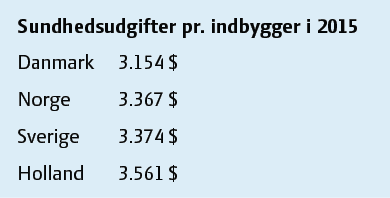 Sundhedsudgifter pr. indbygger i 2015
Danmark 3.154 $
Norge 3.367 $
Sverige 3.374 $
Holland 3.561 $